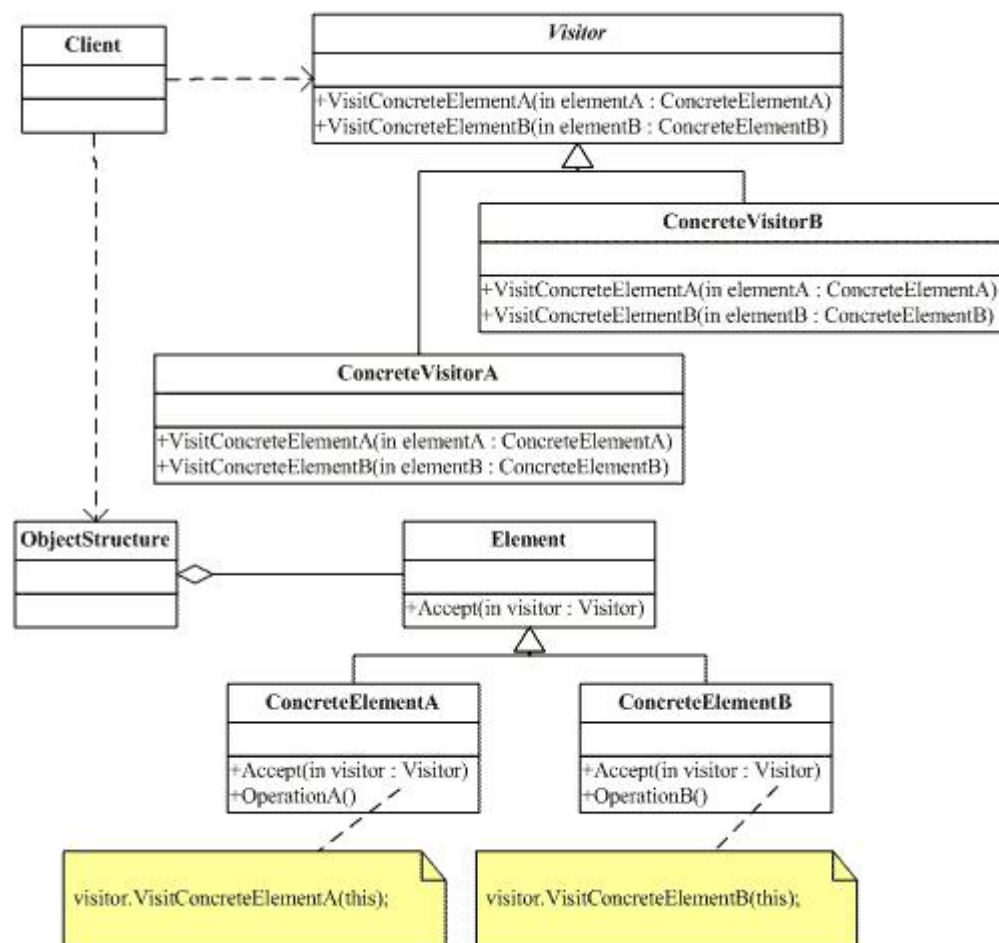 Client
Visitor
+VisitConcreteElementA(in elementA : ConcreteElementA)
+VisitConcreteElementB(in elementB : ConcreteElementB)
ConcreteVisitorB
+VisitConcreteElementA(in elementA : ConcreteElementA)
+VisitConcreteElementB(in elementB : ConcreteElementB)
ConcreteVisitorA
+VisitConcreteElementA(in elementA : ConcreteElementA)
+VisitConcreteElementB(in elementB : ConcreteElementB)
ObjectStructure
Element
+Accept(in visitor : Visitor)
ConcreteElementA
+Accept(in visitor : Visitor)
+OperationA()
ConcreteElementB
+Accept(in visitor : Visitor)
+OperationB()
visitor.VisitConcreteElementA(this);
visitor.VisitConcreteElementB(this);